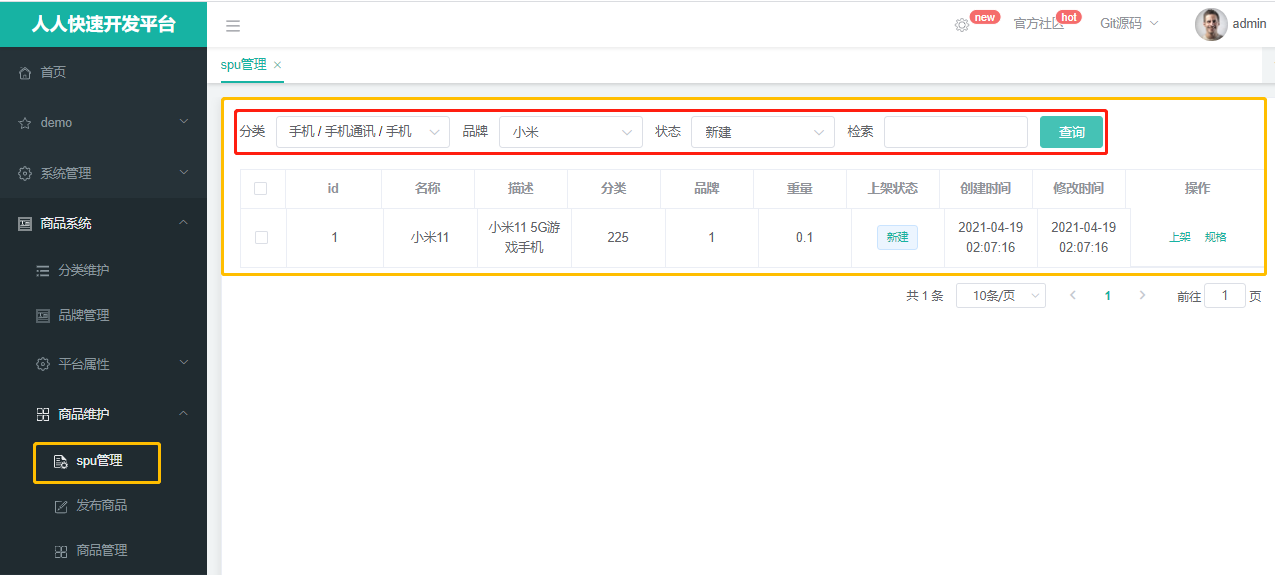 人人快速开发平台
new
官方社区
hot
Git源码
admin
首页
demo
系统管理
商品系统
分类维护
品牌管理
平台属性
商品维护
spu管理
发布商品
商品管理
spu管理
分类 手机 / 手机通讯 / 手机 品牌 小米 状态 新建 检索 查询
id 名称 描述 分类 品牌 重量 上架状态 创建时间 修改时间 操作
1 小米11 小米11 5G游 225 1 0.1 新建 2021-04-19 2021-04-19 上架 规格
戏手机 02:07:16 02:07:16
共 1 条 10条/页 1 前往 1 页